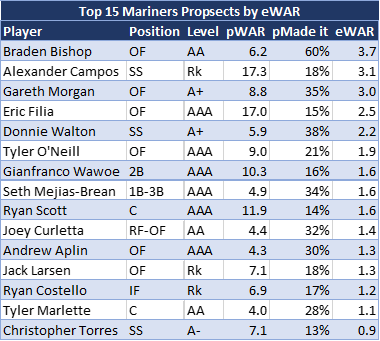 Top 15 Mariners Propsects by eWAR
Player Position Level pWAR pMade it eWAR
Braden Bishop OF AA 6.2 60% 3.7
Alexander Campos SS Rk 17.3 18% 3.1
Gareth Morgan OF A+ 8.8 35% 3.0
Eric Filia OF AAA 17.0 15% 2.5
Donnie Walton SS A+ 5.9 38% 2.2
Tyler O'Neill OF AAA 9.0 21% 1.9
Gianfranco Wawoe 2B AAA 10.3 16% 1.6
Seth Mejias-Brean 1B-3B AAA 4.9 34% 1.6
Ryan Scott C AAA 11.9 14% 1.6
Joey Curletta RF-OF AA 4.4 32% 1.4
Andrew Aplin OF AAA 4.3 30% 1.3
Jack Larsen OF Rk 7.1 18% 1.3
Ryan Costello IF Rk 6.9 17% 1.2
Tyler Marlette C AA 4.0 28% 1.1
Christopher Torres SS A- 7.1 13% 0.9